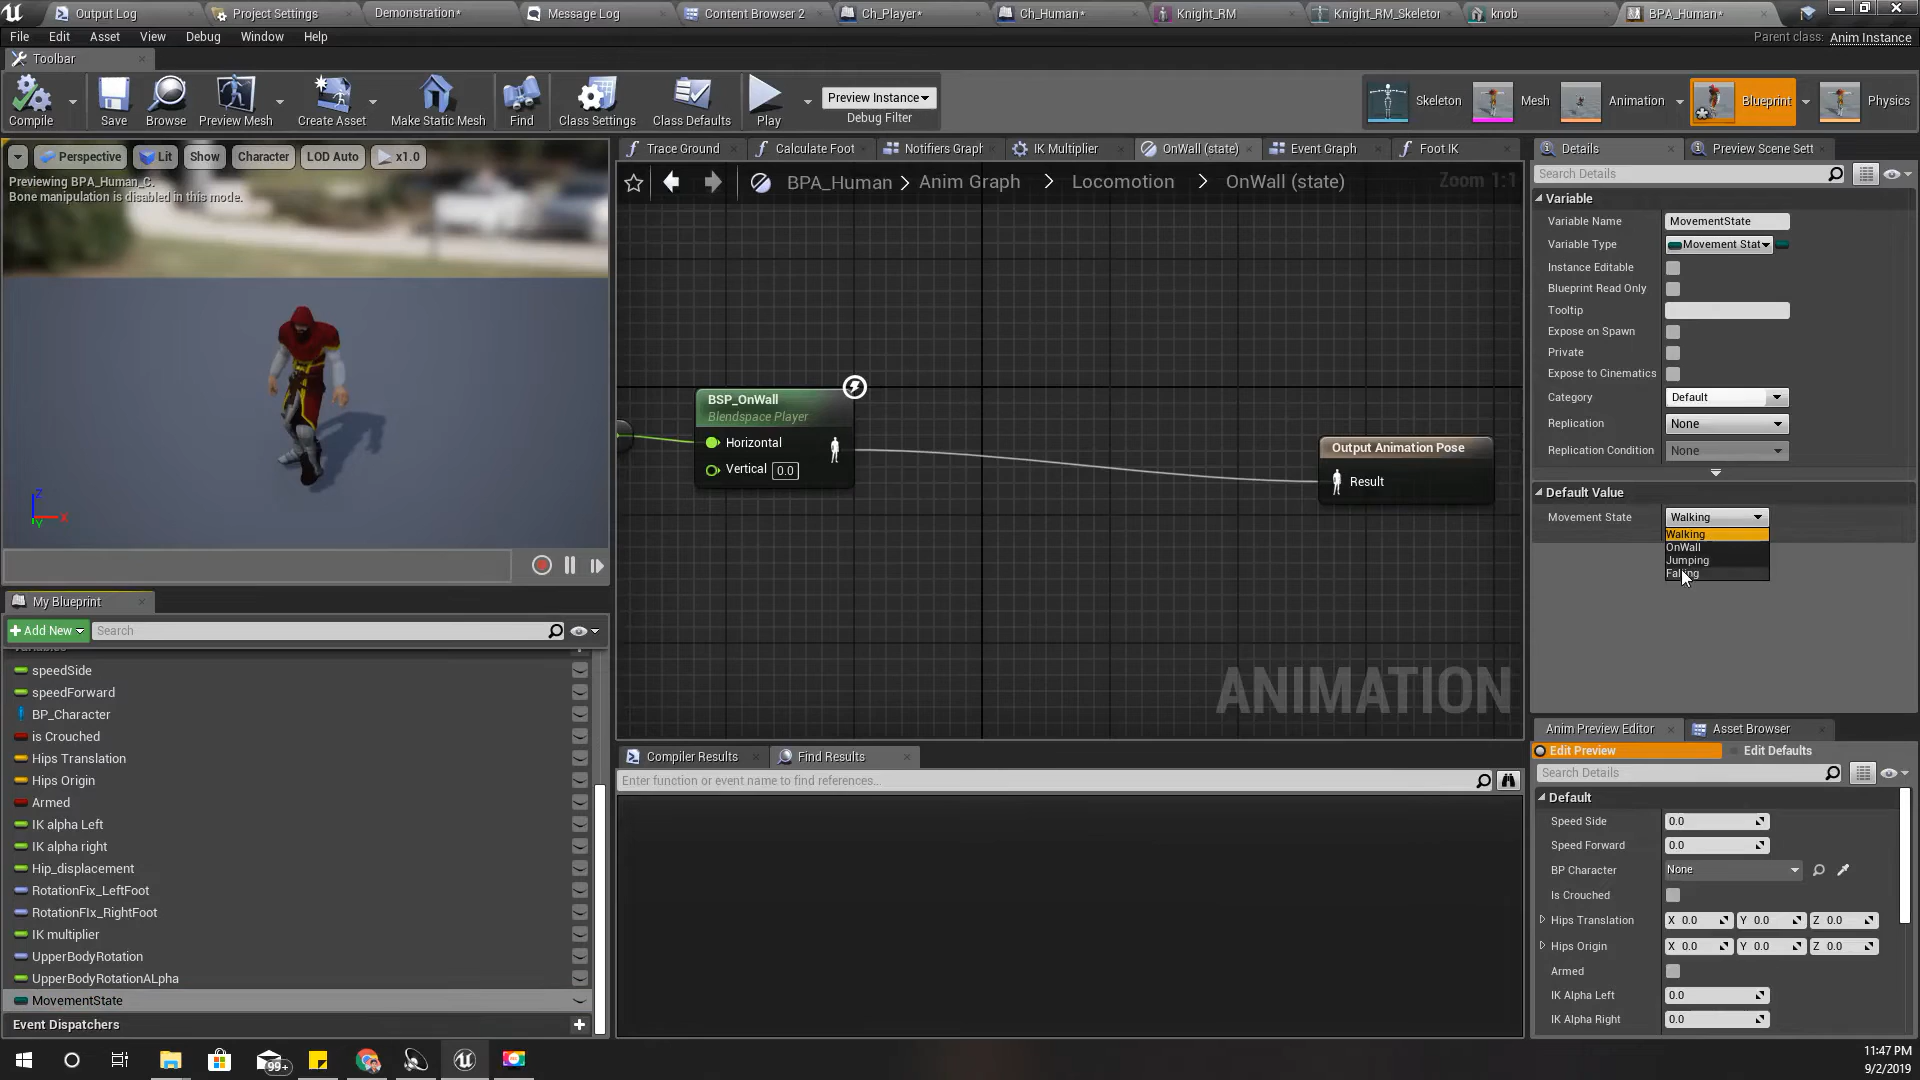 Output Log
Project Settings
Demonstration*
Message Log
Content Browser 2
Ch_Player*
Ch_Human*
Knight_RM
Knight_RM_Skeleton
knob
BPA_Human*
File Edit Asset View Debug Window Help
Parent class: Anim Instance
Toolbar
Compile
Save
Browse
Preview Mesh
Create Asset
Make Static Mesh
Find
Class Settings
Class Defaults
Play
Preview Instance
Debug Filter
Skeleton
Mesh
Animation
Blueprint
Physics
Perspective
Lit
Show
Character
LOD Auto
x1.0
Previewing BPA_Human_C.
Bone manipulation is disabled in this mode.
Trace Ground
Calculate Foot
Notifiers Graph
IK Multiplier
OnWall (state)
Event Graph
Foot IK
BPA_Human > Anim Graph > Locomotion > OnWall (state)
Zoom 1:1
BSP_OnWall
Blendspace Player
Horizontal
Vertical 0.0
Output Animation Pose
Result
ANIMATION
My Blueprint
Add New
Search
Variables
speedSide
speedForward
BP_Character
is Crouched
Hips Translation
Hips Origin
Armed
IK alpha Left
IK alpha right
Hip_displacement
RotationFix_LeftFoot
RotationFIx_RightFoot
IK multiplier
UpperBodyRotation
UpperBodyRotationALpha
MovementState
Event Dispatchers
Compiler Results
Find Results
Enter function or event name to find references...
Details
Preview Scene Sett
Search Details
Variable
Variable Name MovementState
Variable Type Movement Stat
Instance Editable
Blueprint Read Only
Tooltip
Expose on Spawn
Private
Expose to Cinematics
Category Default
Replication None
Replication Condition None
Default Value
Movement State Walking
Walking
OnWall
Jumping
Falling
Anim Preview Editor
Asset Browser
Edit Preview
Edit Defaults
Search Details
Default
Speed Side 0.0
Speed Forward 0.0
BP Character None
Is Crouched
Hips Translation X 0.0 Y 0.0 Z 0.0
Hips Origin X 0.0 Y 0.0 Z 0.0
Armed
IK Alpha Left 0.0
IK Alpha Right 0.0
Z
X
Y
99+
11:47 PM
9/2/2019